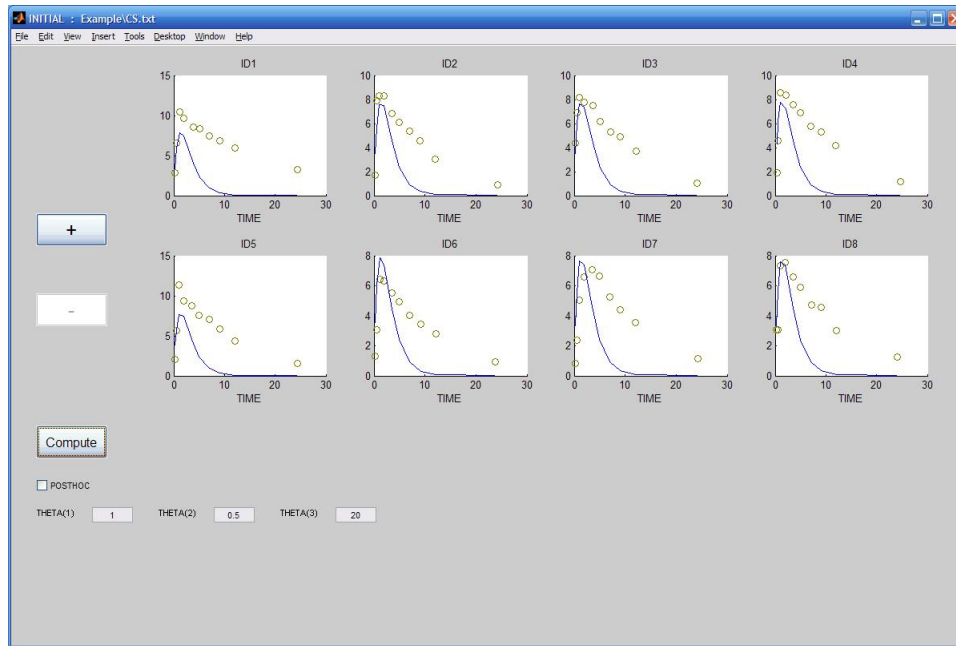 INITIAL : Example\CS.txt
File Edit View Insert Tools Desktop Window Help
ID1 ID2 ID3 ID4
15 10 10 10
10 8 8 8
6 6 6
5 4 4 4
2 2 2
0 0 0 0
0 10 20 30 0 10 20 30 0 10 20 30 0 10 20 30
TIME TIME TIME TIME
+
ID5 ID6 ID7 ID8
15 8 8 8
10 6 6 6
4 4 4
5 2 2 2
0 0 0 0
0 10 20 30 0 10 20 30 0 10 20 30 0 10 20 30
TIME TIME TIME TIME
-
Compute
POSTHOC
THETA(1) 1 THETA(2) 0.5 THETA(3) 20